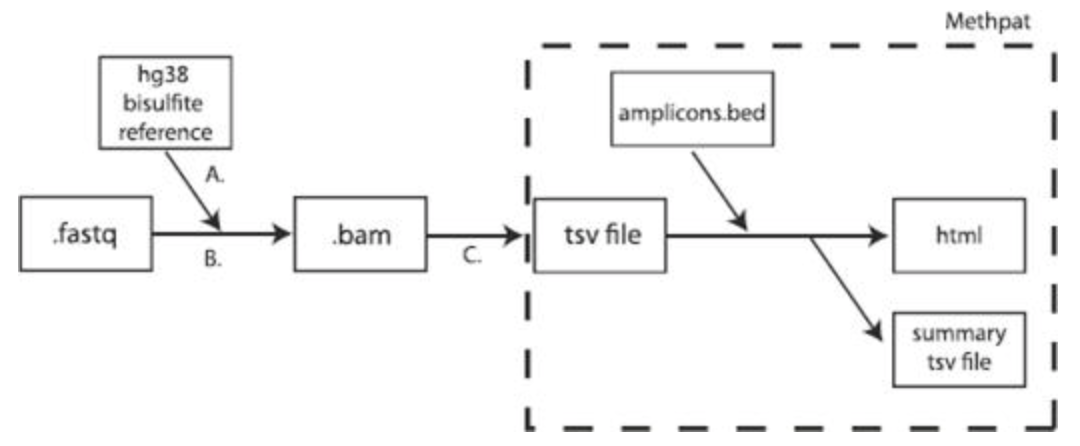 Methpat
hg38
bisulfite
reference
amplicons.bed
A.
.fastq
B.
.bam
C.
tsv file
html
summary
tsv file